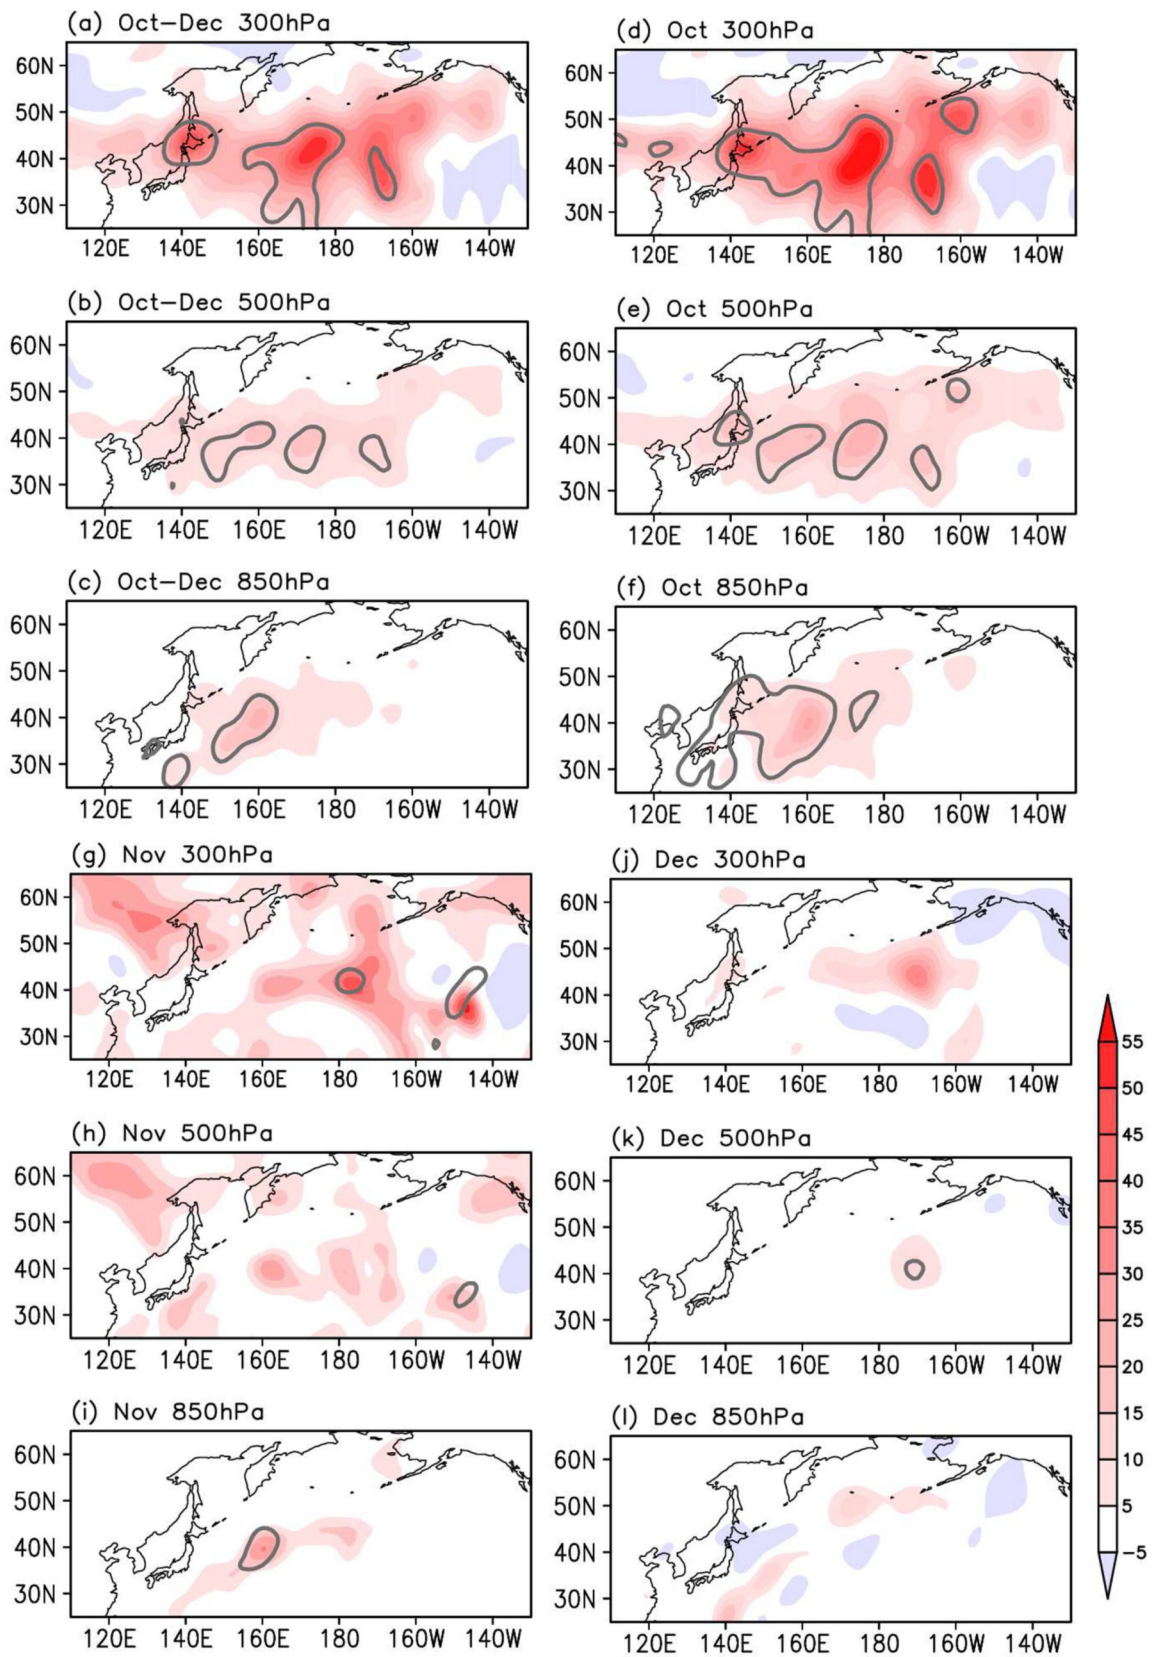 (a) Oct–Dec 300hPa
60N
50N
40N
30N
120E 140E 160E 180 160W 140W
(d) Oct 300hPa
60N
50N
40N
30N
120E 140E 160E 180 160W 140W
(b) Oct–Dec 500hPa
60N
50N
40N
30N
120E 140E 160E 180 160W 140W
(e) Oct 500hPa
60N
50N
40N
30N
120E 140E 160E 180 160W 140W
(c) Oct–Dec 850hPa
60N
50N
40N
30N
120E 140E 160E 180 160W 140W
(f) Oct 850hPa
60N
50N
40N
30N
120E 140E 160E 180 160W 140W
(g) Nov 300hPa
60N
50N
40N
30N
120E 140E 160E 180 160W 140W
(j) Dec 300hPa
60N
50N
40N
30N
120E 140E 160E 180 160W 140W
(h) Nov 500hPa
60N
50N
40N
30N
120E 140E 160E 180 160W 140W
(k) Dec 500hPa
60N
50N
40N
30N
120E 140E 160E 180 160W 140W
(i) Nov 850hPa
60N
50N
40N
30N
120E 140E 160E 180 160W 140W
(l) Dec 850hPa
60N
50N
40N
30N
120E 140E 160E 180 160W 140W
55
50
45
40
35
30
25
20
15
10
5
−5